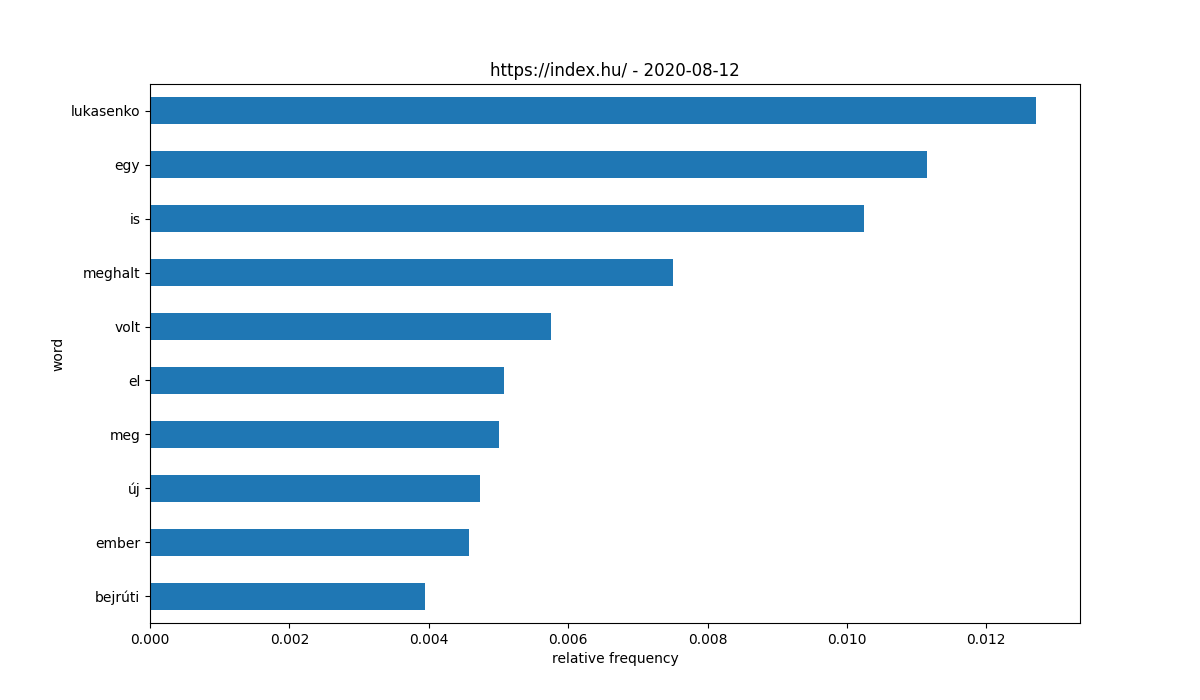 https://index.hu/ - 2020-08-12
lukasenko
egy
is
meghalt
volt
el
meg
új
ember
bejrúti
word
0.000 0.002 0.004 0.006 0.008 0.010 0.012
relative frequency